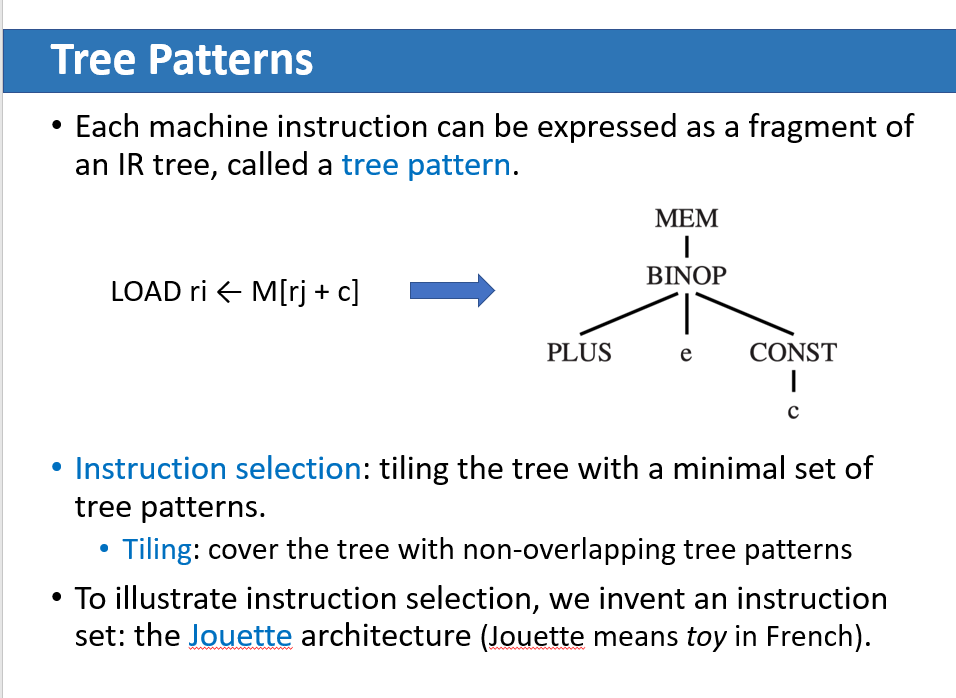 Tree Patterns
• Each machine instruction can be expressed as a fragment of
an IR tree, called a tree pattern.
LOAD ri ← M[rj + c]
MEM
BINOP
PLUS e CONST
c
• Instruction selection: tiling the tree with a minimal set of
tree patterns.
• Tiling: cover the tree with non-overlapping tree patterns
• To illustrate instruction selection, we invent an instruction
set: the Jouette architecture (Jouette means toy in French).